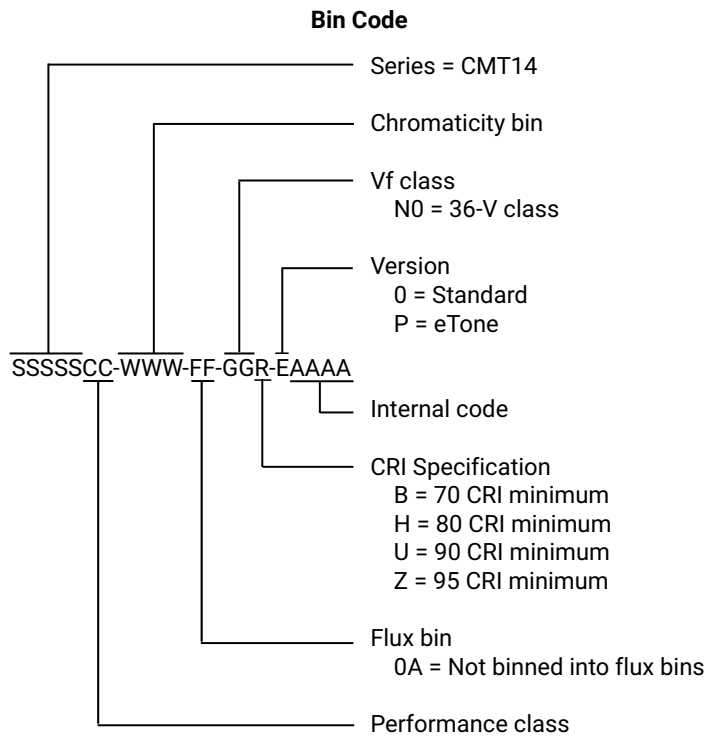 Bin Code
Series = CMT14
Chromaticity bin
Vf class
N0 = 36-V class
Version
0 = Standard
P = eTone
SSSSSCC-WWW-FF-GGR-EAAAA
Internal code
CRI Specification
B = 70 CRI minimum
H = 80 CRI minimum
U = 90 CRI minimum
Z = 95 CRI minimum
Flux bin
0A = Not binned into flux bins
Performance class